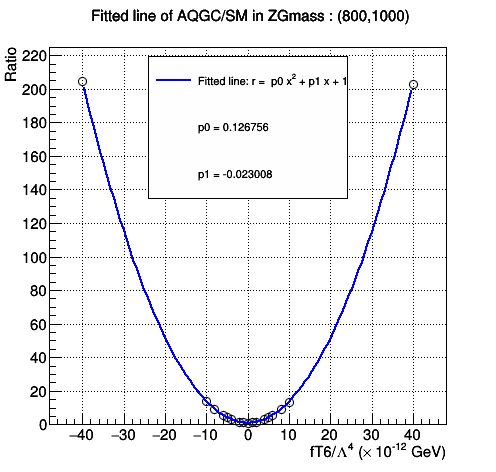 Fitted line of AQGC/SM in ZGmass : (800,1000)
Ratio
220
200
180
160
140
120
100
80
60
40
20
0
Fitted line: r = p0 x² + p1 x + 1
p0 = 0.126756
p1 = -0.023008
−40 −30 −20 −10 0 10 20 30 40
fT6/Λ⁴ (× 10⁻¹² GeV)